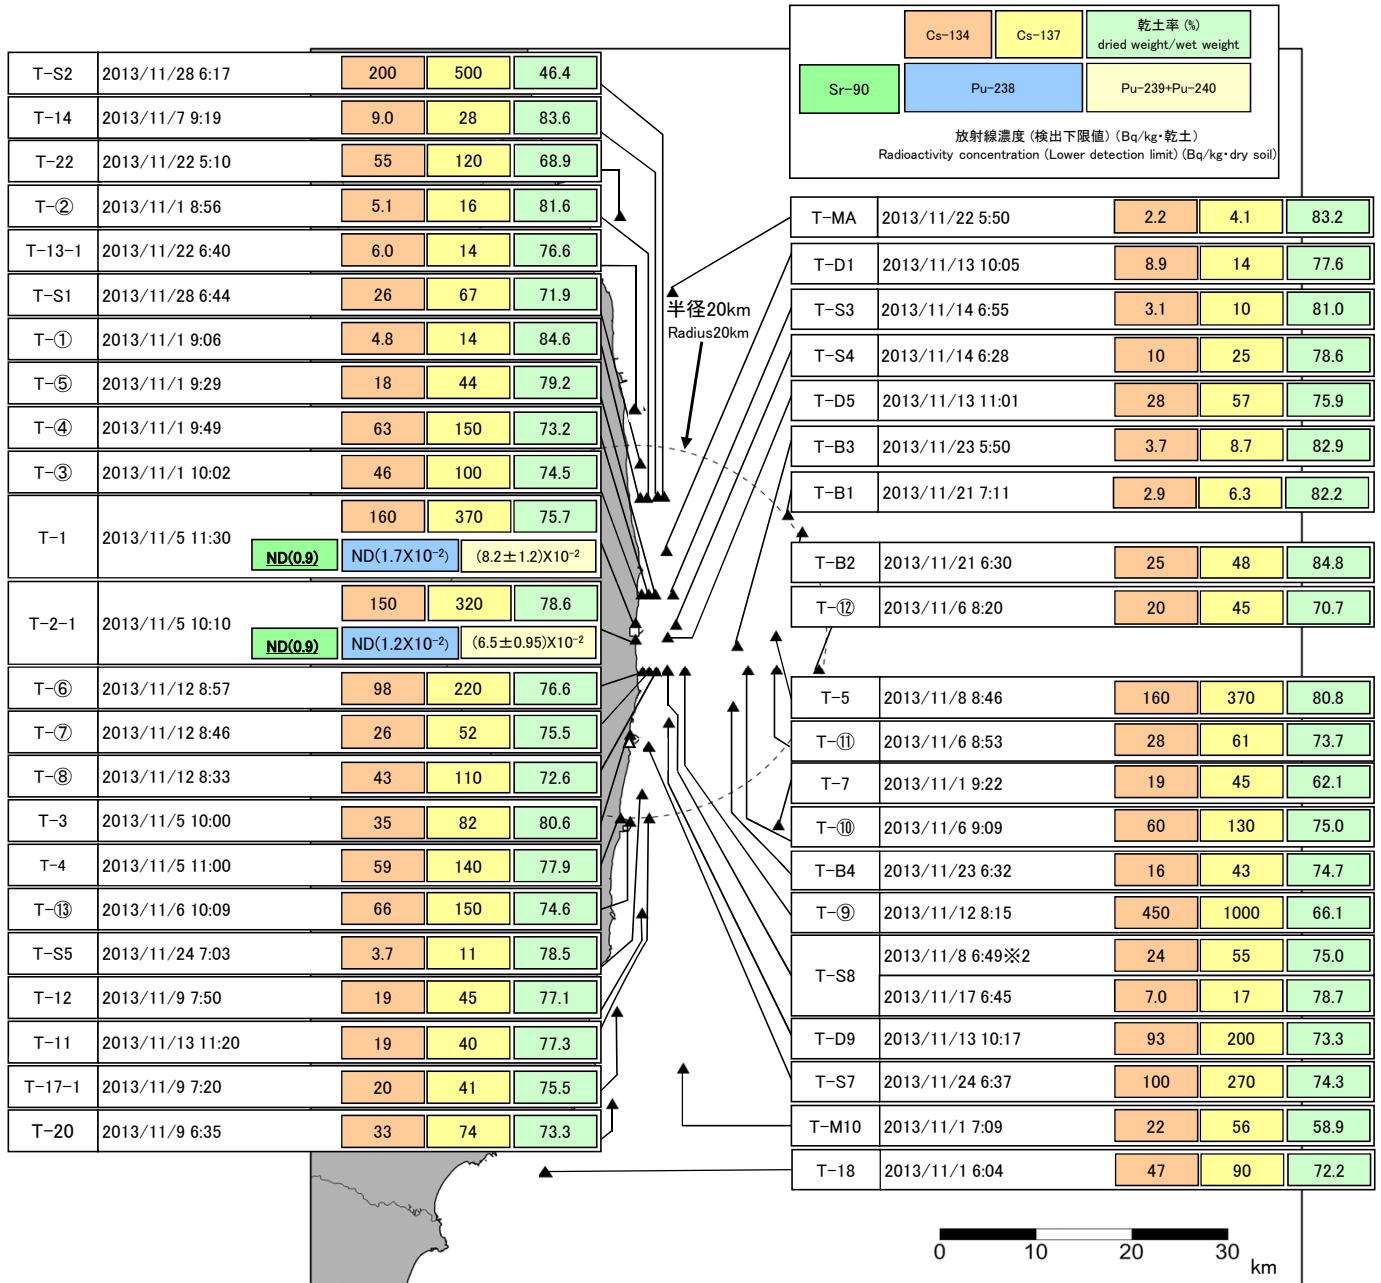 Cs-134 Cs-137 乾土率 (%)
dried weight/wet weight
Sr-90 Pu-238 Pu-239+Pu-240
放射線濃度 (検出下限値) (Bq/kg・乾土)
Radioactivity concentration (Lower detection limit) (Bq/kg・dry soil)
T-S2 2013/11/28 6:17 200 500 46.4
T-14 2013/11/7 9:19 9.0 28 83.6
T-22 2013/11/22 5:10 55 120 68.9
T-② 2013/11/1 8:56 5.1 16 81.6
T-13-1 2013/11/22 6:40 6.0 14 76.6
T-S1 2013/11/28 6:44 26 67 71.9
T-① 2013/11/1 9:06 4.8 14 84.6
T-⑤ 2013/11/1 9:29 18 44 79.2
T-④ 2013/11/1 9:49 63 150 73.2
T-③ 2013/11/1 10:02 46 100 74.5
T-1 2013/11/5 11:30 160 370 75.7
ND(0.9) ND(1.7X10⁻²) (8.2±1.2)X10⁻²
T-2-1 2013/11/5 10:10 150 320 78.6
ND(0.9) ND(1.2X10⁻²) (6.5±0.95)X10⁻²
T-⑥ 2013/11/12 8:57 98 220 76.6
T-⑦ 2013/11/12 8:46 26 52 75.5
T-⑧ 2013/11/12 8:33 43 110 72.6
T-3 2013/11/5 10:00 35 82 80.6
T-4 2013/11/5 11:00 59 140 77.9
T-⑬ 2013/11/6 10:09 66 150 74.6
T-S5 2013/11/24 7:03 3.7 11 78.5
T-12 2013/11/9 7:50 19 45 77.1
T-11 2013/11/13 11:20 19 40 77.3
T-17-1 2013/11/9 7:20 20 41 75.5
T-20 2013/11/9 6:35 33 74 73.3
半径20km
Radius20km
T-MA 2013/11/22 5:50 2.2 4.1 83.2
T-D1 2013/11/13 10:05 8.9 14 77.6
T-S3 2013/11/14 6:55 3.1 10 81.0
T-S4 2013/11/14 6:28 10 25 78.6
T-D5 2013/11/13 11:01 28 57 75.9
T-B3 2013/11/23 5:50 3.7 8.7 82.9
T-B1 2013/11/21 7:11 2.9 6.3 82.2
T-B2 2013/11/21 6:30 25 48 84.8
T-⑫ 2013/11/6 8:20 20 45 70.7
T-5 2013/11/8 8:46 160 370 80.8
T-⑪ 2013/11/6 8:53 28 61 73.7
T-7 2013/11/1 9:22 19 45 62.1
T-⑩ 2013/11/6 9:09 60 130 75.0
T-B4 2013/11/23 6:32 16 43 74.7
T-⑨ 2013/11/12 8:15 450 1000 66.1
T-S8 2013/11/8 6:49※2 24 55 75.0
2013/11/17 6:45 7.0 17 78.7
T-D9 2013/11/13 10:17 93 200 73.3
T-S7 2013/11/24 6:37 100 270 74.3
T-M10 2013/11/1 7:09 22 56 58.9
T-18 2013/11/1 6:04 47 90 72.2
0 10 20 30
km